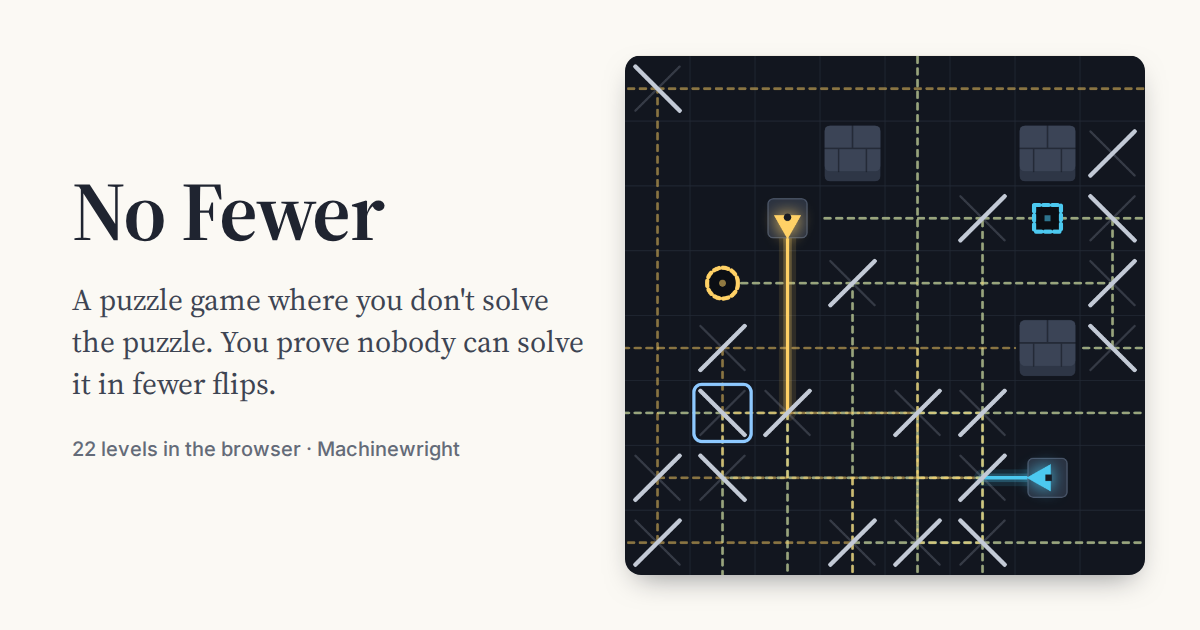 No Fewer
A puzzle game where you don't solve
the puzzle. You prove nobody can solve
it in fewer flips.
22 levels in the browser · Machinewright